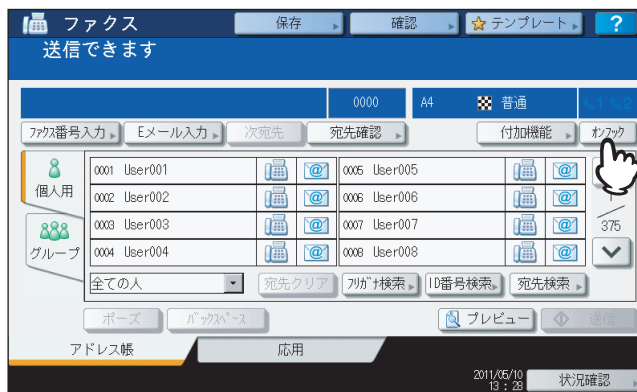 ファクス 保存 確認 テンプレート ?
送信できます
0000 A4 普通 1 2
ファクス番号入力 Eメール入力 次宛先 宛先確認 付加機能 オンフック
個人用
グループ
0001 User001 0005 User005
0002 User002 0006 User006
0003 User003 0007 User007
0004 User004 0008 User008
1
375
全ての人 宛先クリア フリガナ検索 ID番号検索 宛先検索
ポーズ バックスペース プレビュー 送信
アドレス帳 応用
2011/05/10
13:28 状況確認